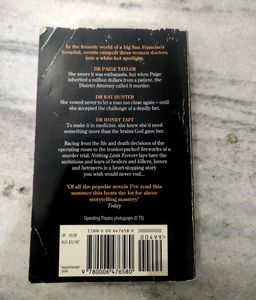 In the frenetic world of a big San Francisco
hospital, events catapult three women doctors
into a white-hot spotlight.
DR PAIGE TAYLOR
She swore it was euthanasia, but when Paige
inherited a million dollars from a patient, the
District Attorney called it murder.
DR KAT HUNTER
She vowed never to let a man too close again – until
she accepted the challenge of a deadly bet.
DR HONEY TAFT
To make it in medicine, she knew she'd need
something more than the brains God gave her.
Racing from the life and death decisions of the
operating room to the tension-packed fireworks of a
murder trial, Nothing Lasts Forever lays bare the
ambitions and fears of healers and killers, lovers
and betrayers in a heart-stopping story
you wish would never end...
'Of all the popular novels I've read this
summer this beats the lot for sheer
storytelling mastery'
Today
Operating Theatre photograph © TSI
ISBN 0 00 647658 9
00499
9 780006 476580